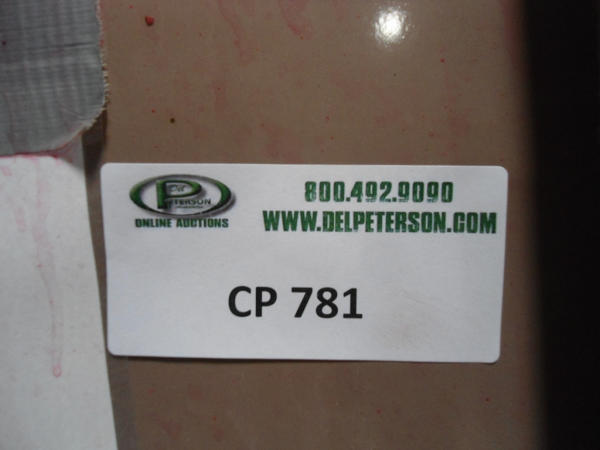 Del
PETERSON
ONLINE AUCTIONS
800.492.9090
WWW.DELPETERSON.COM
CP 781